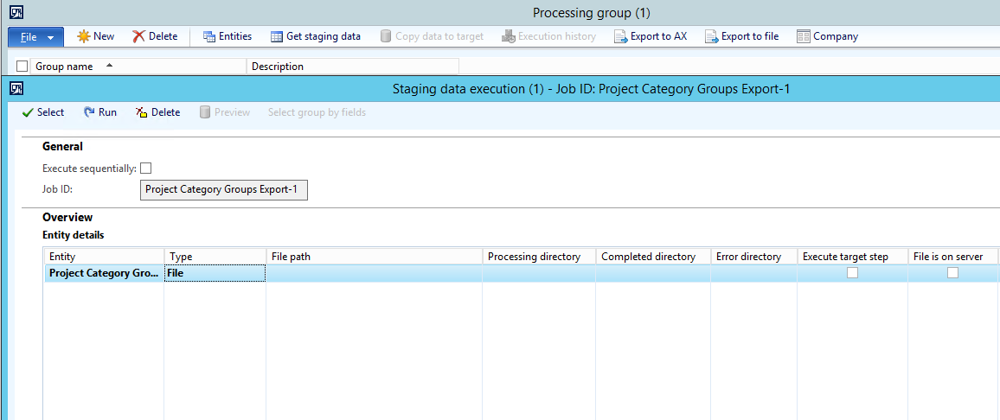 Processing group (1)
File New Delete Entities Get staging data Copy data to target Execution history Export to AX Export to file Company
Group name Description
Staging data execution (1) - Job ID: Project Category Groups Export-1
Select Run Delete Preview Select group by fields
General
Execute sequentially:
Job ID: Project Category Groups Export-1
Overview
Entity details
Entity Type File path Processing directory Completed directory Error directory Execute target step File is on server
Project Category Gro... File